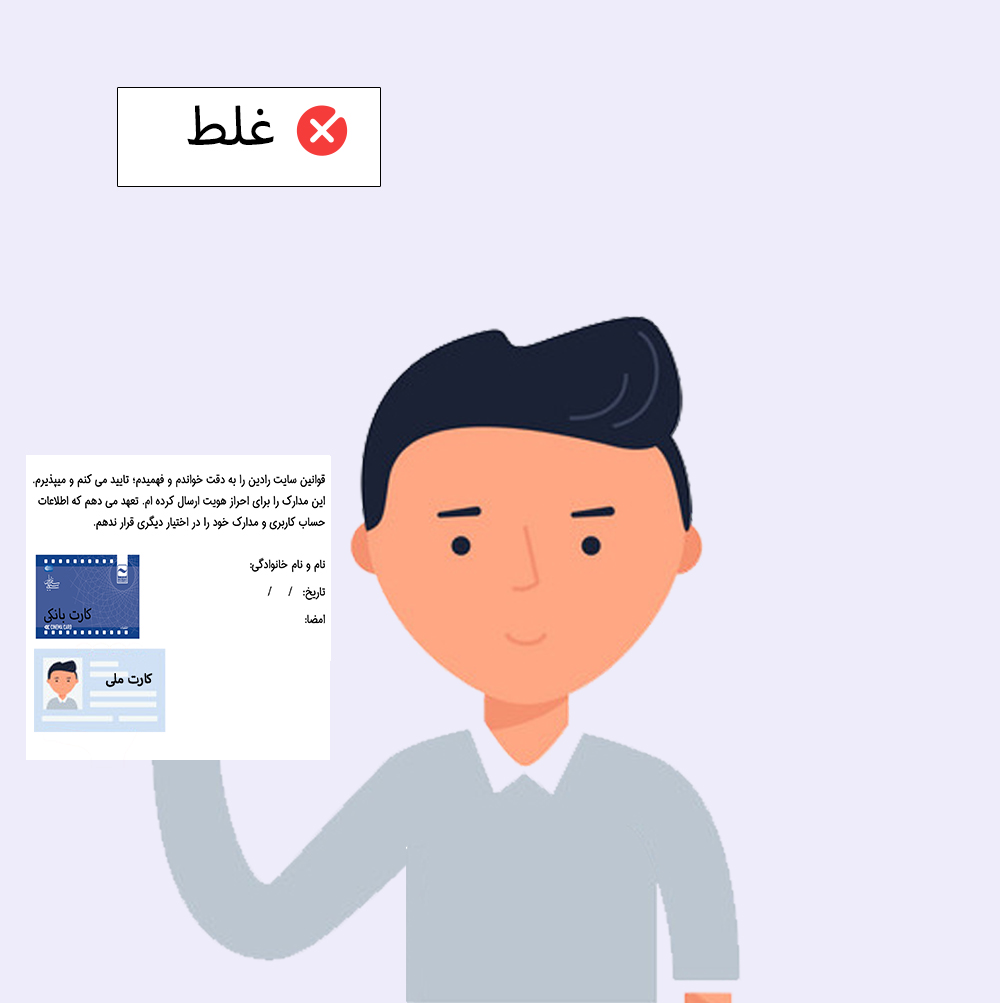 غلط
قوانین سایت رادین را به دقت خواندم و فهمیدم؛ تایید می کنم و میپذیرم.
این مدارک را برای احراز هویت ارسال کرده ام. تعهد می دهم که اطلاعات
حساب کاربری و مدارک خود را در اختیار دیگری قرار ندهم.
نام و نام خانوادگی:
تاریخ: / /
امضا:
کارت بانکی
CINEMA CARD
کارت ملی